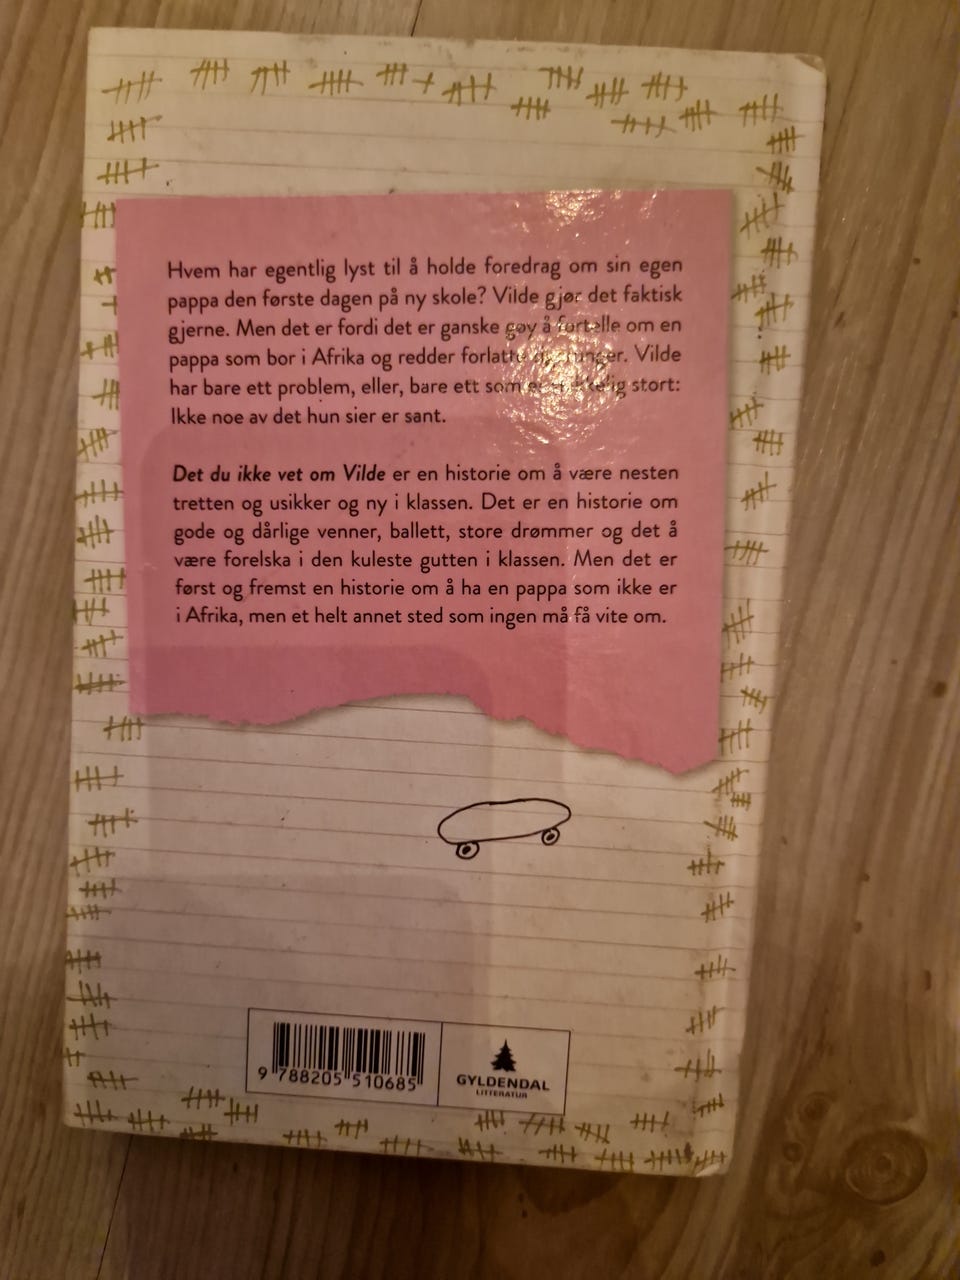 Hvem har egentlig lyst til å holde foredrag om sin egen
pappa den første dagen på ny skole? Vilde gjør det faktisk
gjerne. Men det er fordi det er ganske gøy å fortelle om en
pappa som bor i Afrika og redder forlatte Vilde
har bare ett problem, eller, bare ett som er stort:
Ikke noe av det hun sier er sant.
Det du ikke vet om Vilde er en historie om å være nesten
tretten og usikker og ny i klassen. Det er en historie om
gode og dårlige venner, ballett, store drømmer og det å
være forelska i den kuleste gutten i klassen. Men det er
først og fremst en historie om å ha en pappa som ikke er
i Afrika, men et helt annet sted som ingen må få vite om.
9 788205 510685
GYLDENDAL
LITTERATUR